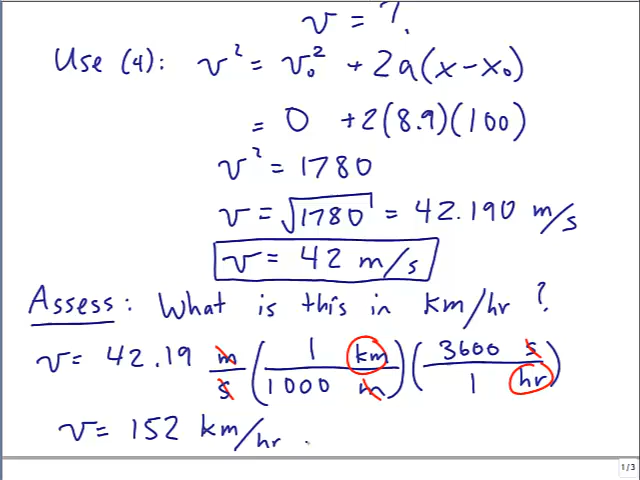 v = ?
Use (4): v² = v₀² + 2a(x-x₀)
= 0 + 2(8.9)(100)
v² = 1780
v = √1780 = 42.190 m/s
v = 42 m/s
Assess: What is this in km/hr ?
v = 42.19 m/s (1 km/1000 m)(3600 s/1 hr)
v = 152 km/hr .
1/3